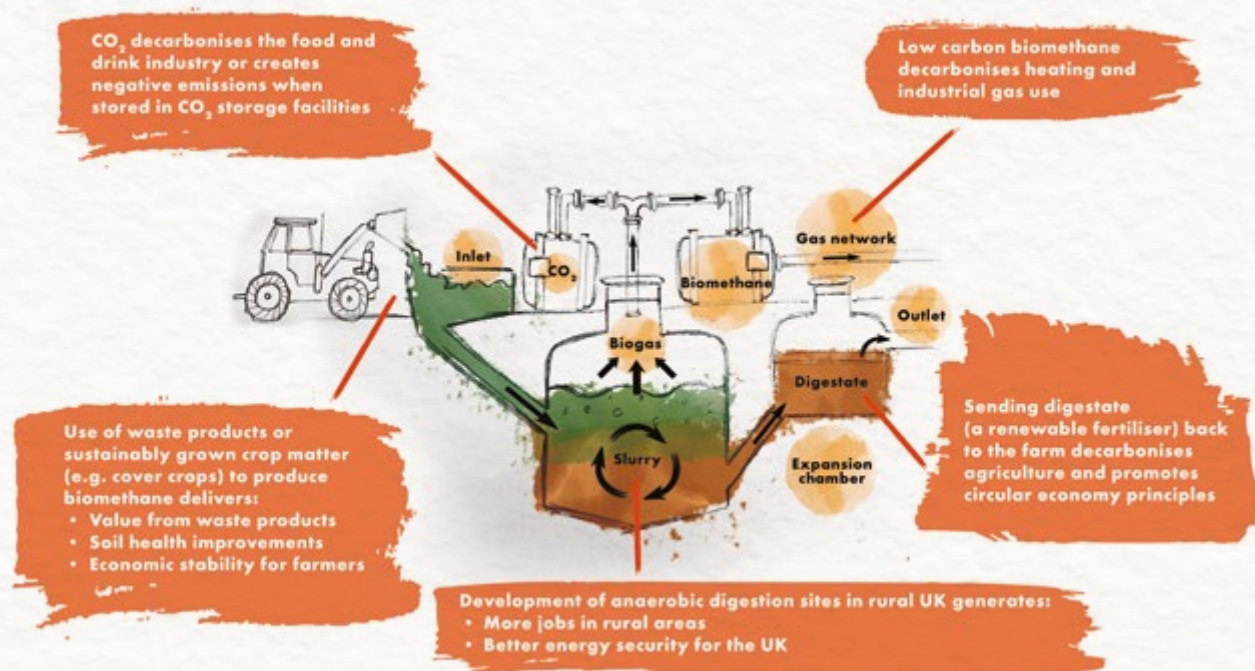 CO₂ decarbonises the food and
drink industry or creates
negative emissions when
stored in CO₂ storage facilities
Low carbon biomethane
decarbonises heating and
industrial gas use
Inlet
CO₂
Biomethane
Gas network
Biogas
Outlet
Digestate
Slurry
Expansion
chamber
Use of waste products or
sustainably grown crop matter
(e.g. cover crops) to produce
biomethane delivers:
• Value from waste products
• Soil health improvements
• Economic stability for farmers
Sending digestate
(a renewable fertiliser) back
to the farm decarbonises
agriculture and promotes
circular economy principles
Development of anaerobic digestion sites in rural UK generates:
• More jobs in rural areas
• Better energy security for the UK